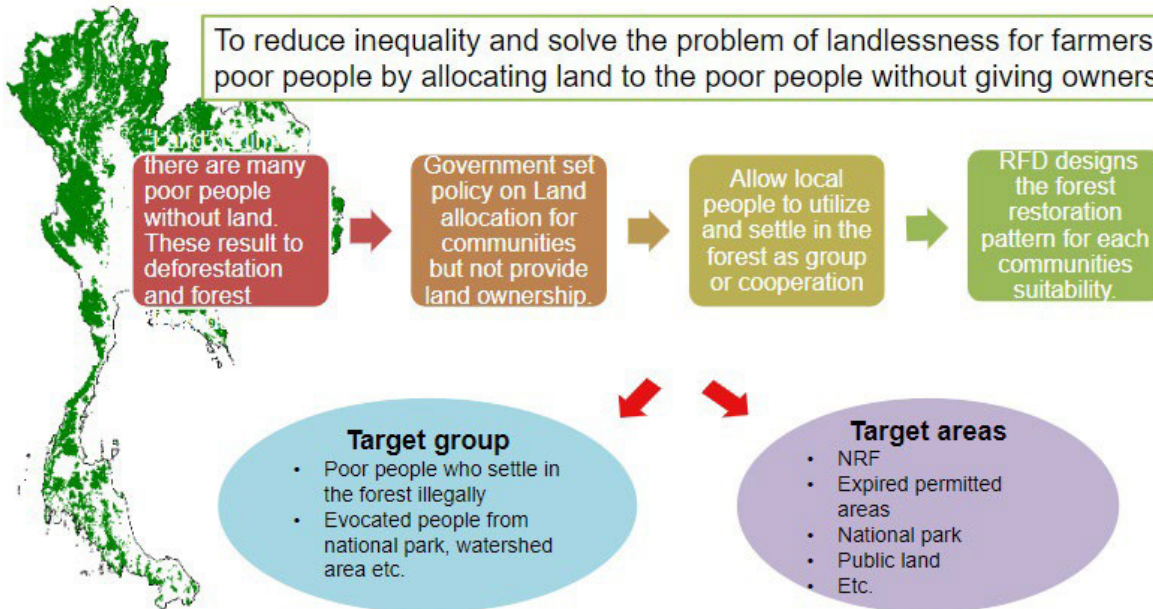 To reduce inequality and solve the problem of landlessness for farmers
poor people by allocating land to the poor people without giving owners
there are many
poor people
without land.
These result to
deforestation
and forest
Government set
policy on Land
allocation for
communities
but not provide
land ownership.
Allow local
people to utilize
and settle in the
forest as group
or cooperation
RFD designs
the forest
restoration
pattern for each
communities
suitability.
Target group
• Poor people who settle in
the forest illegally
• Evocated people from
national park, watershed
area etc.
Target areas
• NRF
• Expired permitted
areas
• National park
• Public land
• Etc.